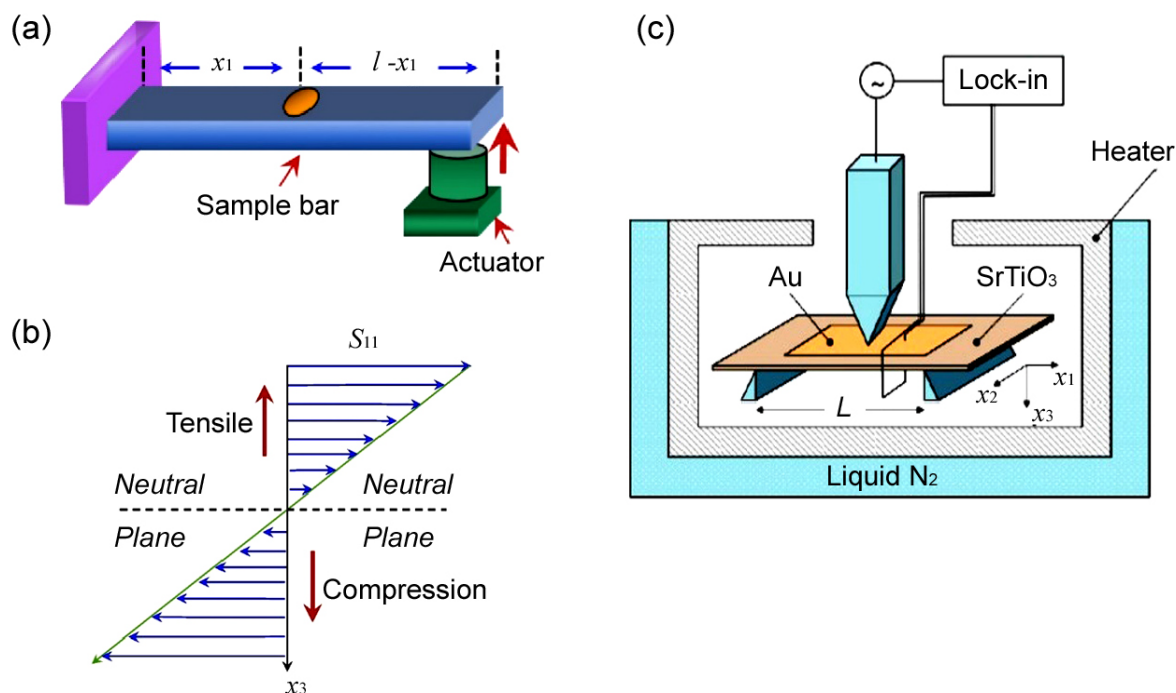 (a)
x1
l -x1
Sample bar
Actuator
(b)
S11
Tensile
Neutral
Neutral
Plane
Plane
Compression
x3
(c)
~
Lock-in
Heater
Au
SrTiO3
x1
x2
x3
L
Liquid N2